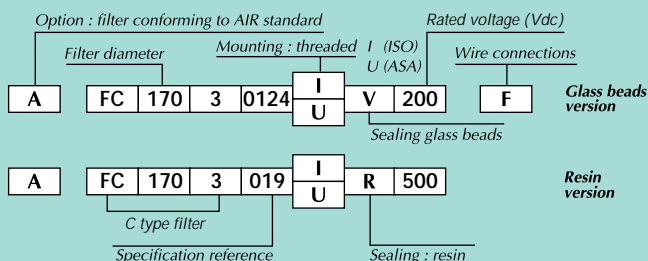 Option : filter conforming to AIR standard
Rated voltage (Vdc)
Mounting : threaded I (ISO)
U (ASA)
Filter diameter
Wire connections
A FC 170 3 0124 I U V 200 F
Glass beads
version
Sealing glass beads
A FC 170 3 019 I U R 500
Resin
version
C type filter
Specification reference
Sealing : resin